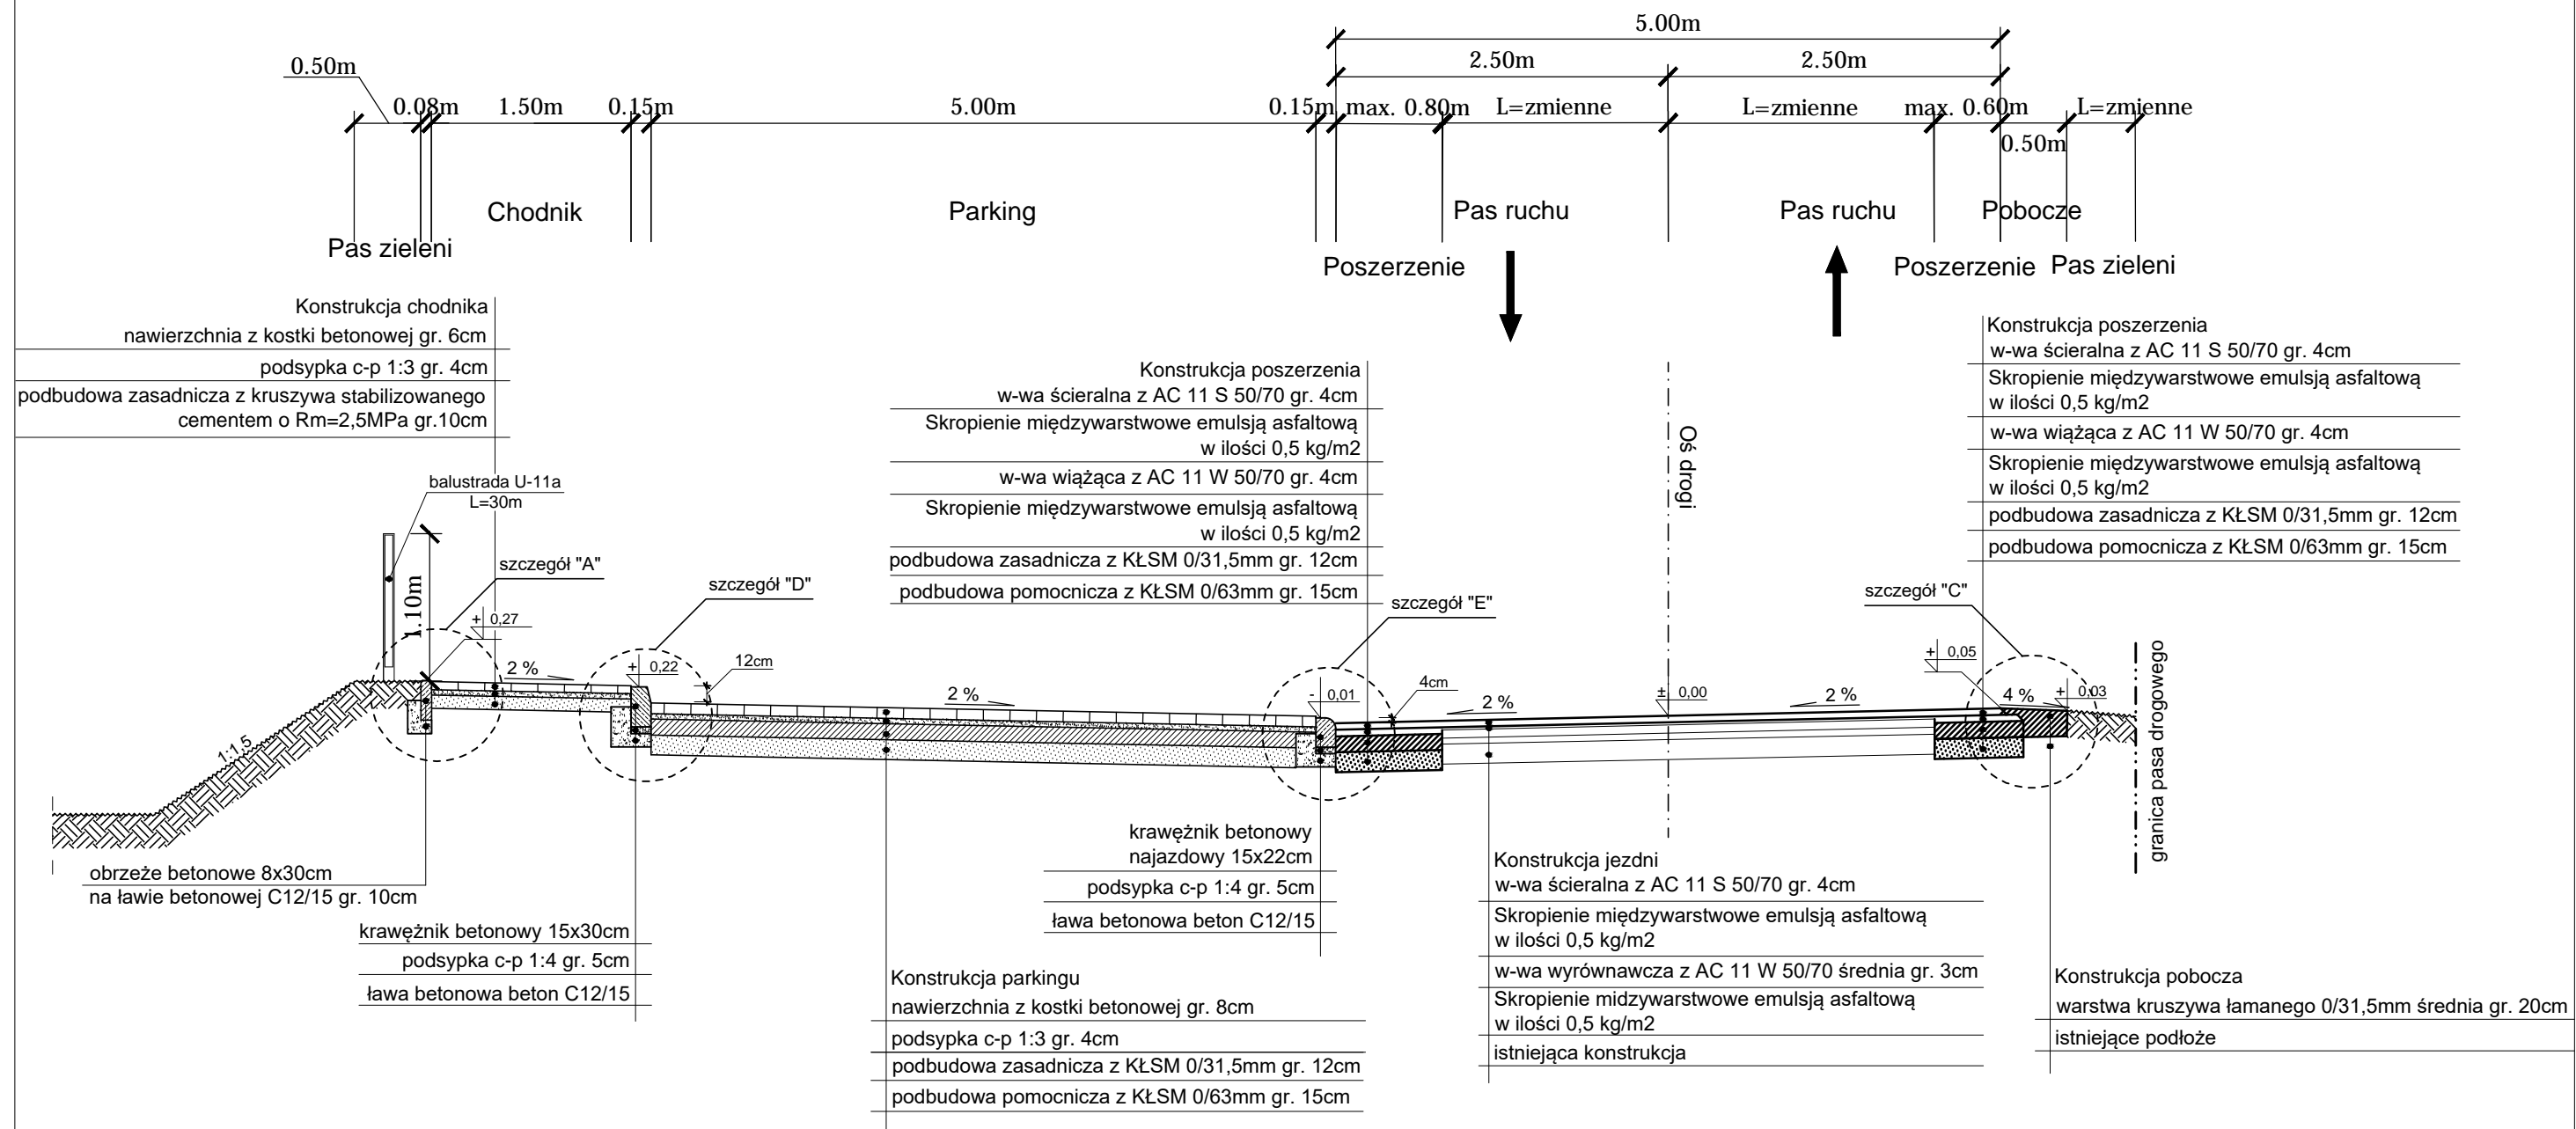 5.00m
2.50m
2.50m
0.50m
0.08m
1.50m
0.15m
5.00m
0.15m
max. 0.80m
L=zmienne
L=zmienne
max. 0.60m
L=zmienne
0.50m
Chodnik
Parking
Pas ruchu
Pas ruchu
Pobocze
Pas zieleni
Poszerzenie
Poszerzenie
Pas zieleni
Konstrukcja chodnika
nawierzchnia z kostki betonowej gr. 6cm
podsypka c-p 1:3 gr. 4cm
podbudowa zasadnicza z kruszywa stabilizowanego
cementem o Rm=2,5MPa gr.10cm
Konstrukcja poszerzenia
w-wa ścieralna z AC 11 S 50/70 gr. 4cm
Skropienie międzywarstwowe emulsją asfaltową
w ilości 0,5 kg/m2
w-wa wiążąca z AC 11 W 50/70 gr. 4cm
Skropienie międzywarstwowe emulsją asfaltową
w ilości 0,5 kg/m2
podbudowa zasadnicza z KŁSM 0/31,5mm gr. 12cm
podbudowa pomocnicza z KŁSM 0/63mm gr. 15cm
Oś drogi
Konstrukcja poszerzenia
w-wa ścieralna z AC 11 S 50/70 gr. 4cm
Skropienie międzywarstwowe emulsją asfaltową
w ilości 0,5 kg/m2
w-wa wiążąca z AC 11 W 50/70 gr. 4cm
Skropienie międzywarstwowe emulsją asfaltową
w ilości 0,5 kg/m2
podbudowa zasadnicza z KŁSM 0/31,5mm gr. 12cm
podbudowa pomocnicza z KŁSM 0/63mm gr. 15cm
balustrada U-11a
L=30m
1.10m
szczegół "A"
szczegół "D"
szczegół "E"
szczegół "C"
+ 0,27
2 %
+ 0,22
12cm
2 %
- 0,01
4cm
2 %
± 0,00
2 %
+ 0,05
4 %
+ 0,03
1:1,5
granica pasa drogowego
obrzeże betonowe 8x30cm
na ławie betonowej C12/15 gr. 10cm
krawężnik betonowy 15x30cm
podsypka c-p 1:4 gr. 5cm
ława betonowa beton C12/15
krawężnik betonowy
najazdowy 15x22cm
podsypka c-p 1:4 gr. 5cm
ława betonowa beton C12/15
Konstrukcja parkingu
nawierzchnia z kostki betonowej gr. 8cm
podsypka c-p 1:3 gr. 4cm
podbudowa zasadnicza z KŁSM 0/31,5mm gr. 12cm
podbudowa pomocnicza z KŁSM 0/63mm gr. 15cm
Konstrukcja jezdni
w-wa ścieralna z AC 11 S 50/70 gr. 4cm
Skropienie międzywarstwowe emulsją asfaltową
w ilości 0,5 kg/m2
w-wa wyrównawcza z AC 11 W 50/70 średnia gr. 3cm
Skropienie midzywarstwowe emulsją asfaltową
w ilości 0,5 kg/m2
istniejąca konstrukcja
Konstrukcja pobocza
warstwa kruszywa łamanego 0/31,5mm średnia gr. 20cm
istniejące podłoże